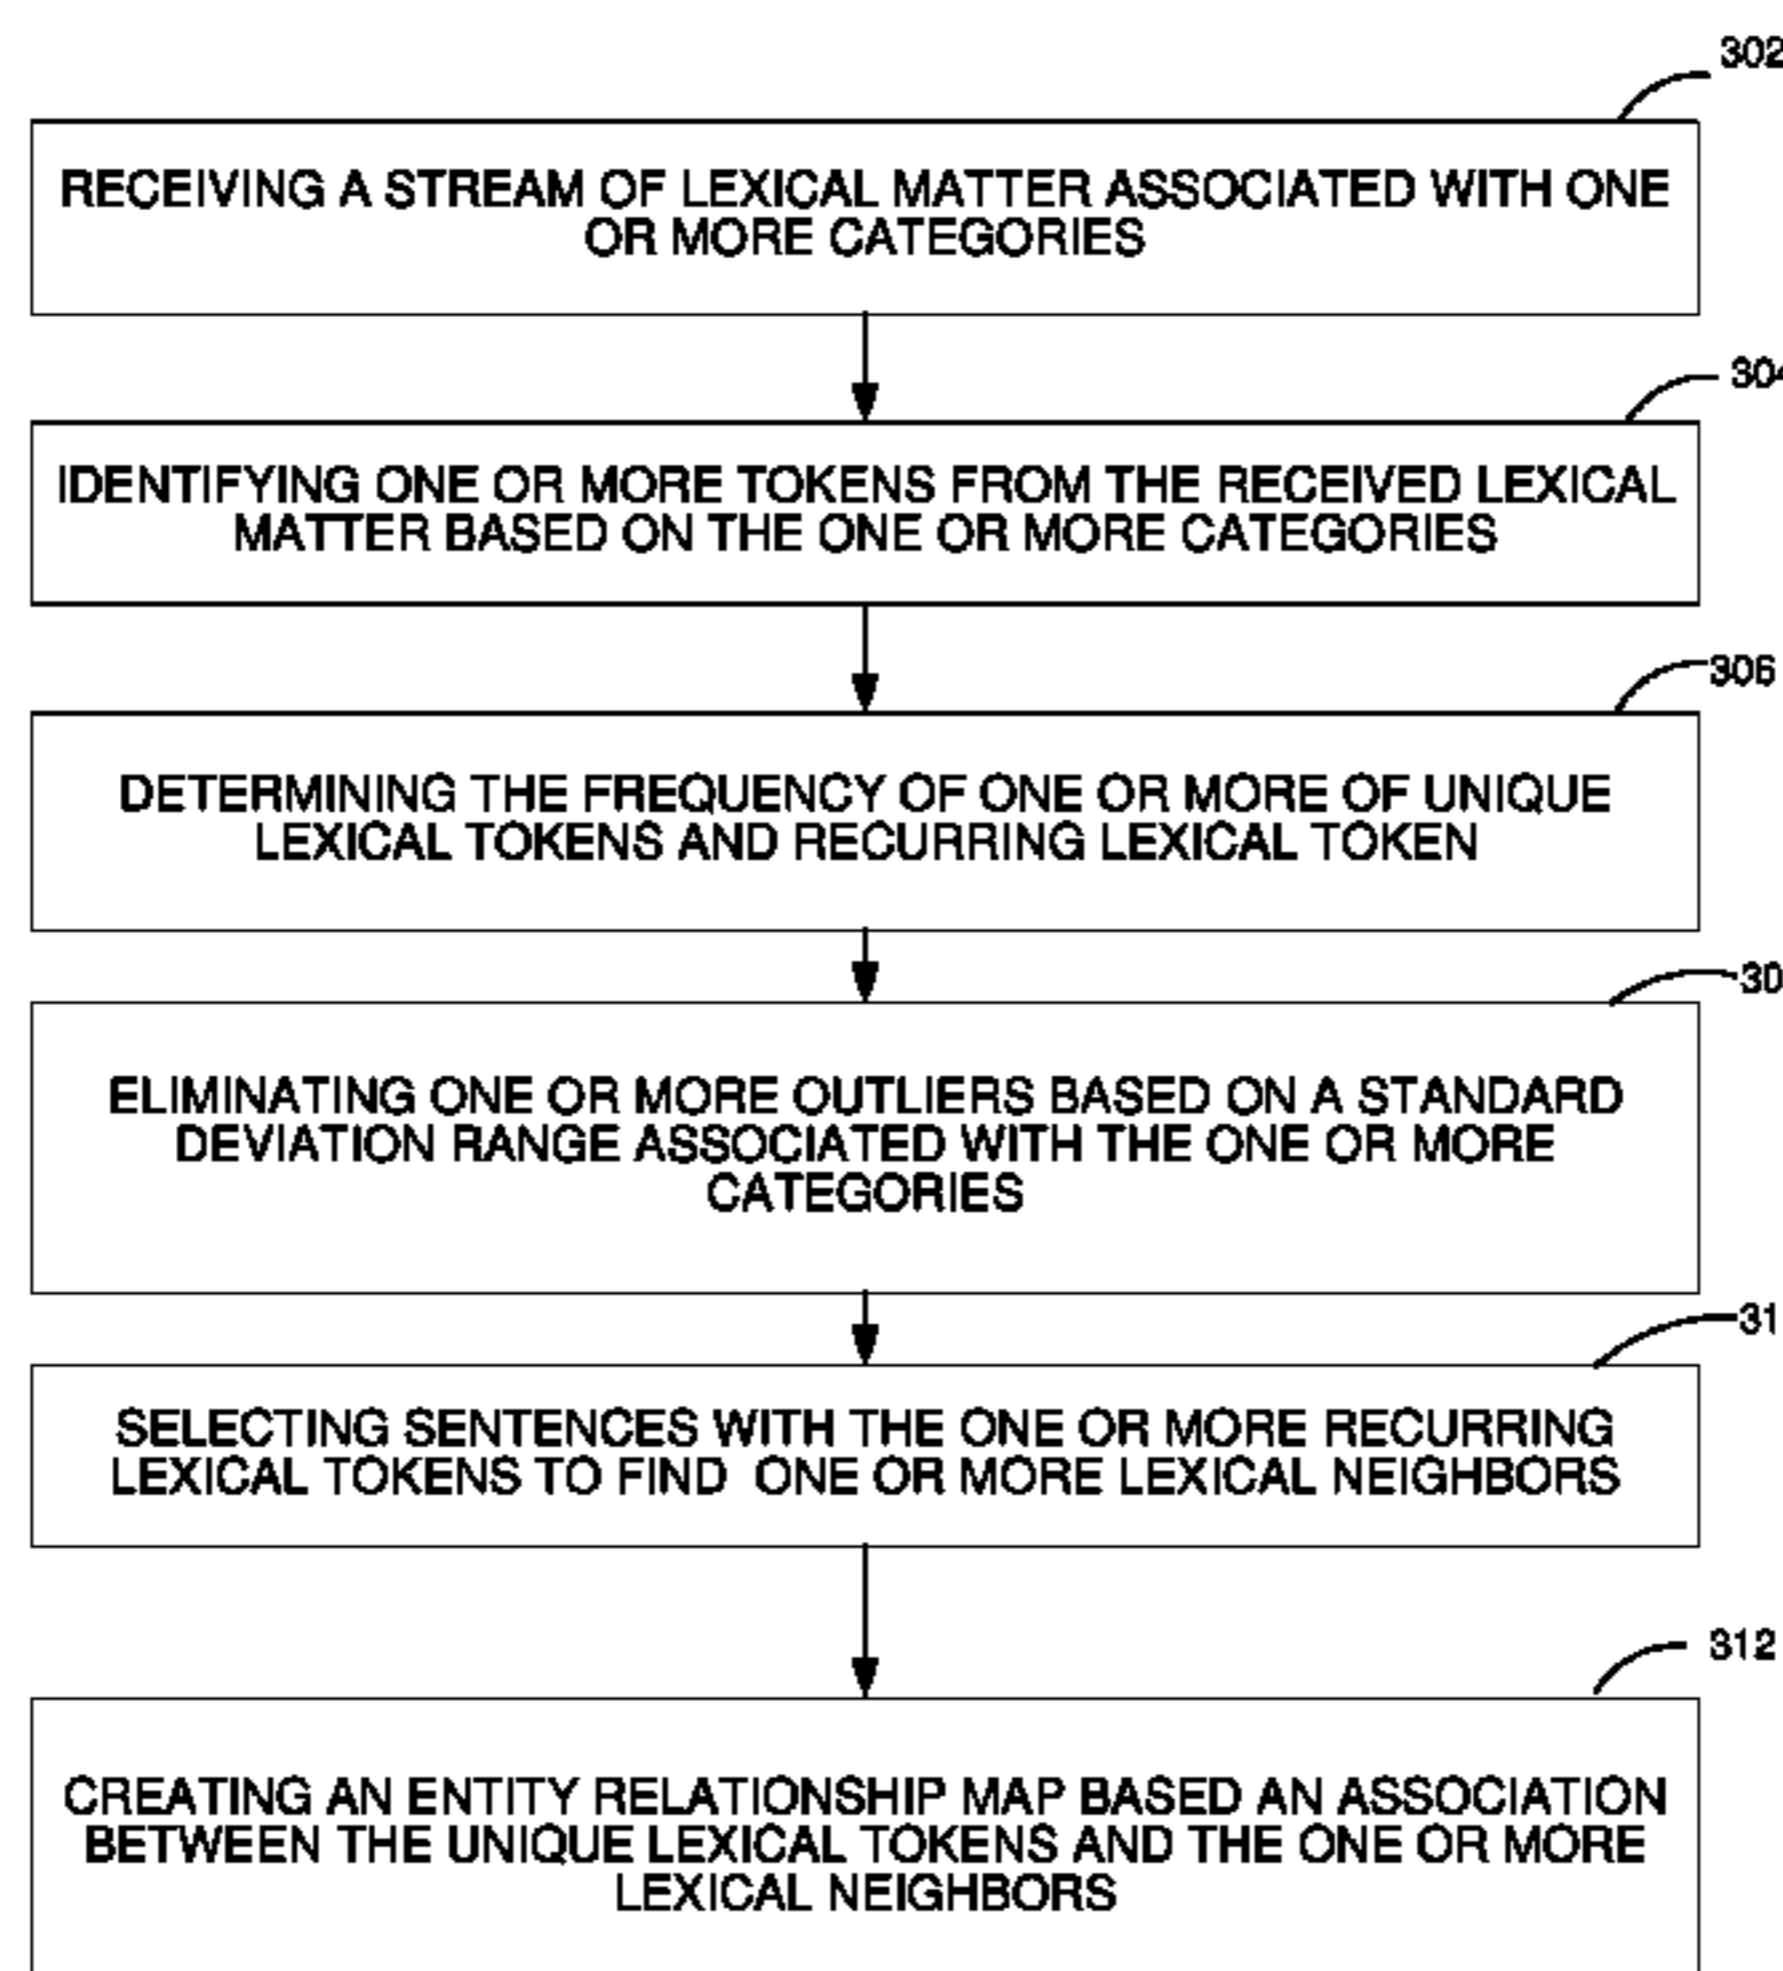 302
RECEIVING A STREAM OF LEXICAL MATTER ASSOCIATED WITH ONE
OR MORE CATEGORIES
304
IDENTIFYING ONE OR MORE TOKENS FROM THE RECEIVED LEXICAL
MATTER BASED ON THE ONE OR MORE CATEGORIES
306
DETERMINING THE FREQUENCY OF ONE OR MORE OF UNIQUE
LEXICAL TOKENS AND RECURRING LEXICAL TOKEN
30
ELIMINATING ONE OR MORE OUTLIERS BASED ON A STANDARD
DEVIATION RANGE ASSOCIATED WITH THE ONE OR MORE
CATEGORIES
31
SELECTING SENTENCES WITH THE ONE OR MORE RECURRING
LEXICAL TOKENS TO FIND ONE OR MORE LEXICAL NEIGHBORS
312
CREATING AN ENTITY RELATIONSHIP MAP BASED AN ASSOCIATION
BETWEEN THE UNIQUE LEXICAL TOKENS AND THE ONE OR MORE
LEXICAL NEIGHBORS